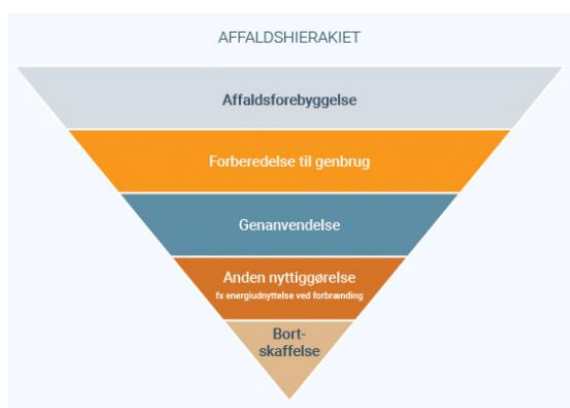 AFFALDSHIERAKIET
Affaldsforebyggelse
Forberedelse til genbrug
Genanvendelse
Anden nyttiggørelse
fx energiudnyttelse ved forbrænding
Bort-
skaffelse